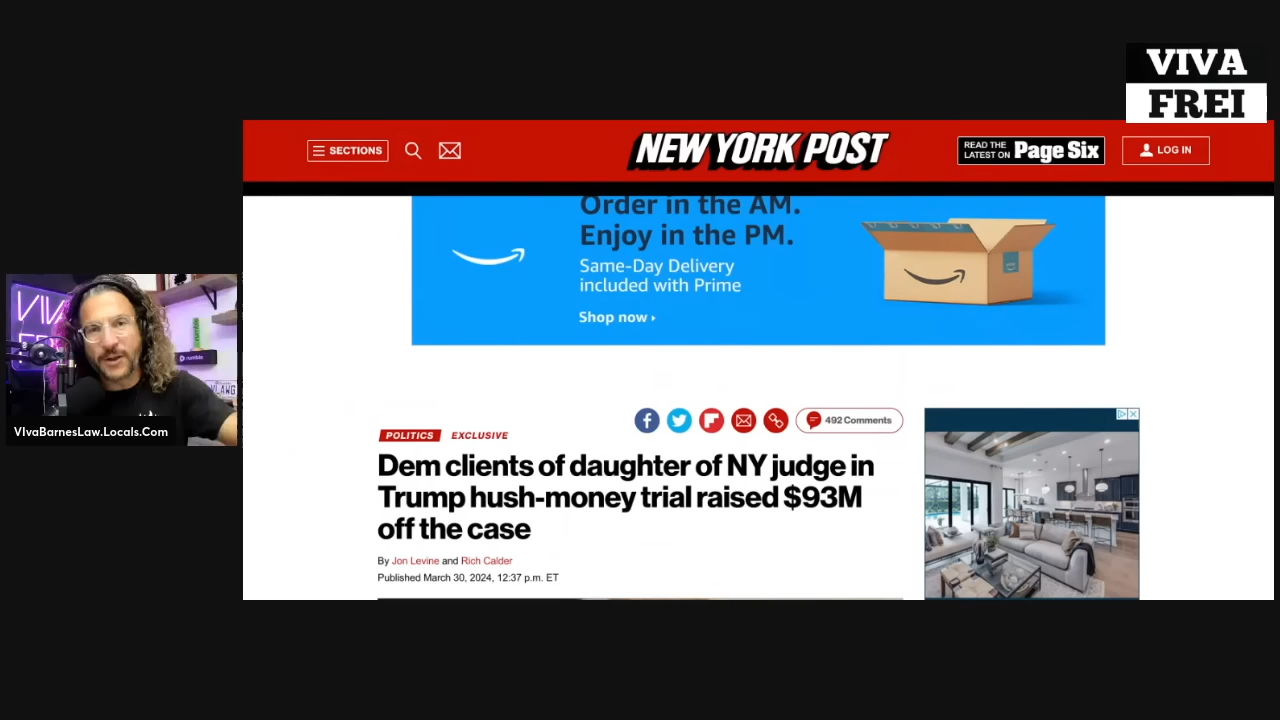 VIVA
FREI
SECTIONS
NEW YORK POST
READ THE
LATEST ON
Page Six
LOG IN
Order in the AM.
Enjoy in the PM.
Same-Day Delivery
included with Prime
Shop now
VIvaBarnesLaw.Locals.Com
492 Comments
POLITICS
EXCLUSIVE
Dem clients of daughter of NY judge in
Trump hush-money trial raised $93M
off the case
By Jon Levine and Rich Calder
Published March 30, 2024, 12:37 p.m. ET